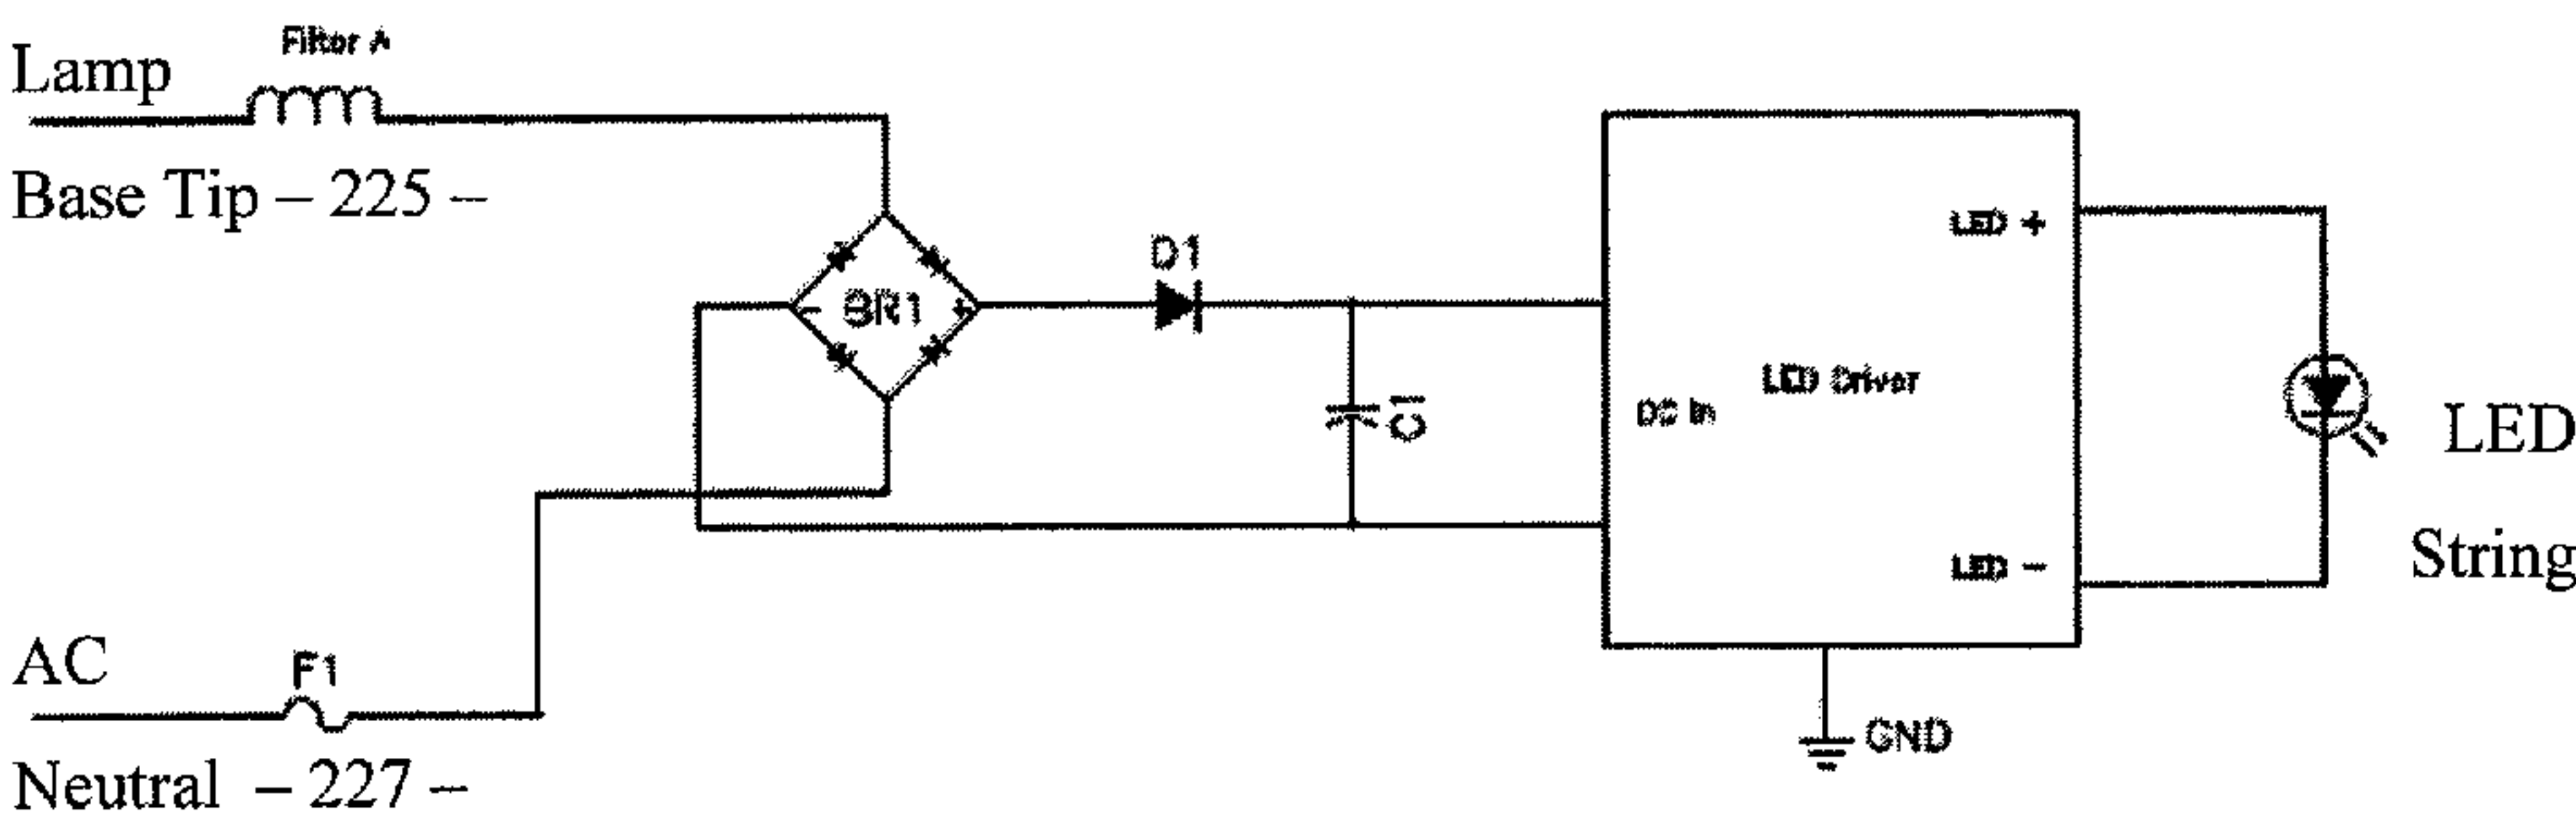 Filter A
Lamp
Base Tip – 225 –
D1
- BR1 +
C1
LED +
LED Driver
DC In
LED -
LED
String
AC
F1
Neutral – 227 –
GND